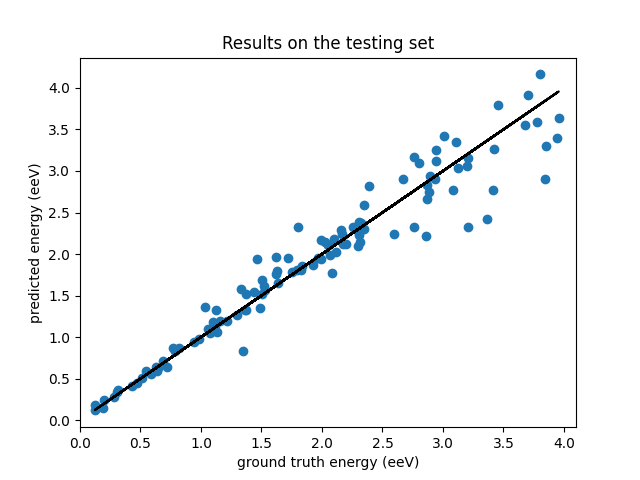 Results on the testing set
predicted energy (eeV)
4.0
3.5
3.0
2.5
2.0
1.5
1.0
0.5
0.0
0.0 0.5 1.0 1.5 2.0 2.5 3.0 3.5 4.0
ground truth energy (eeV)